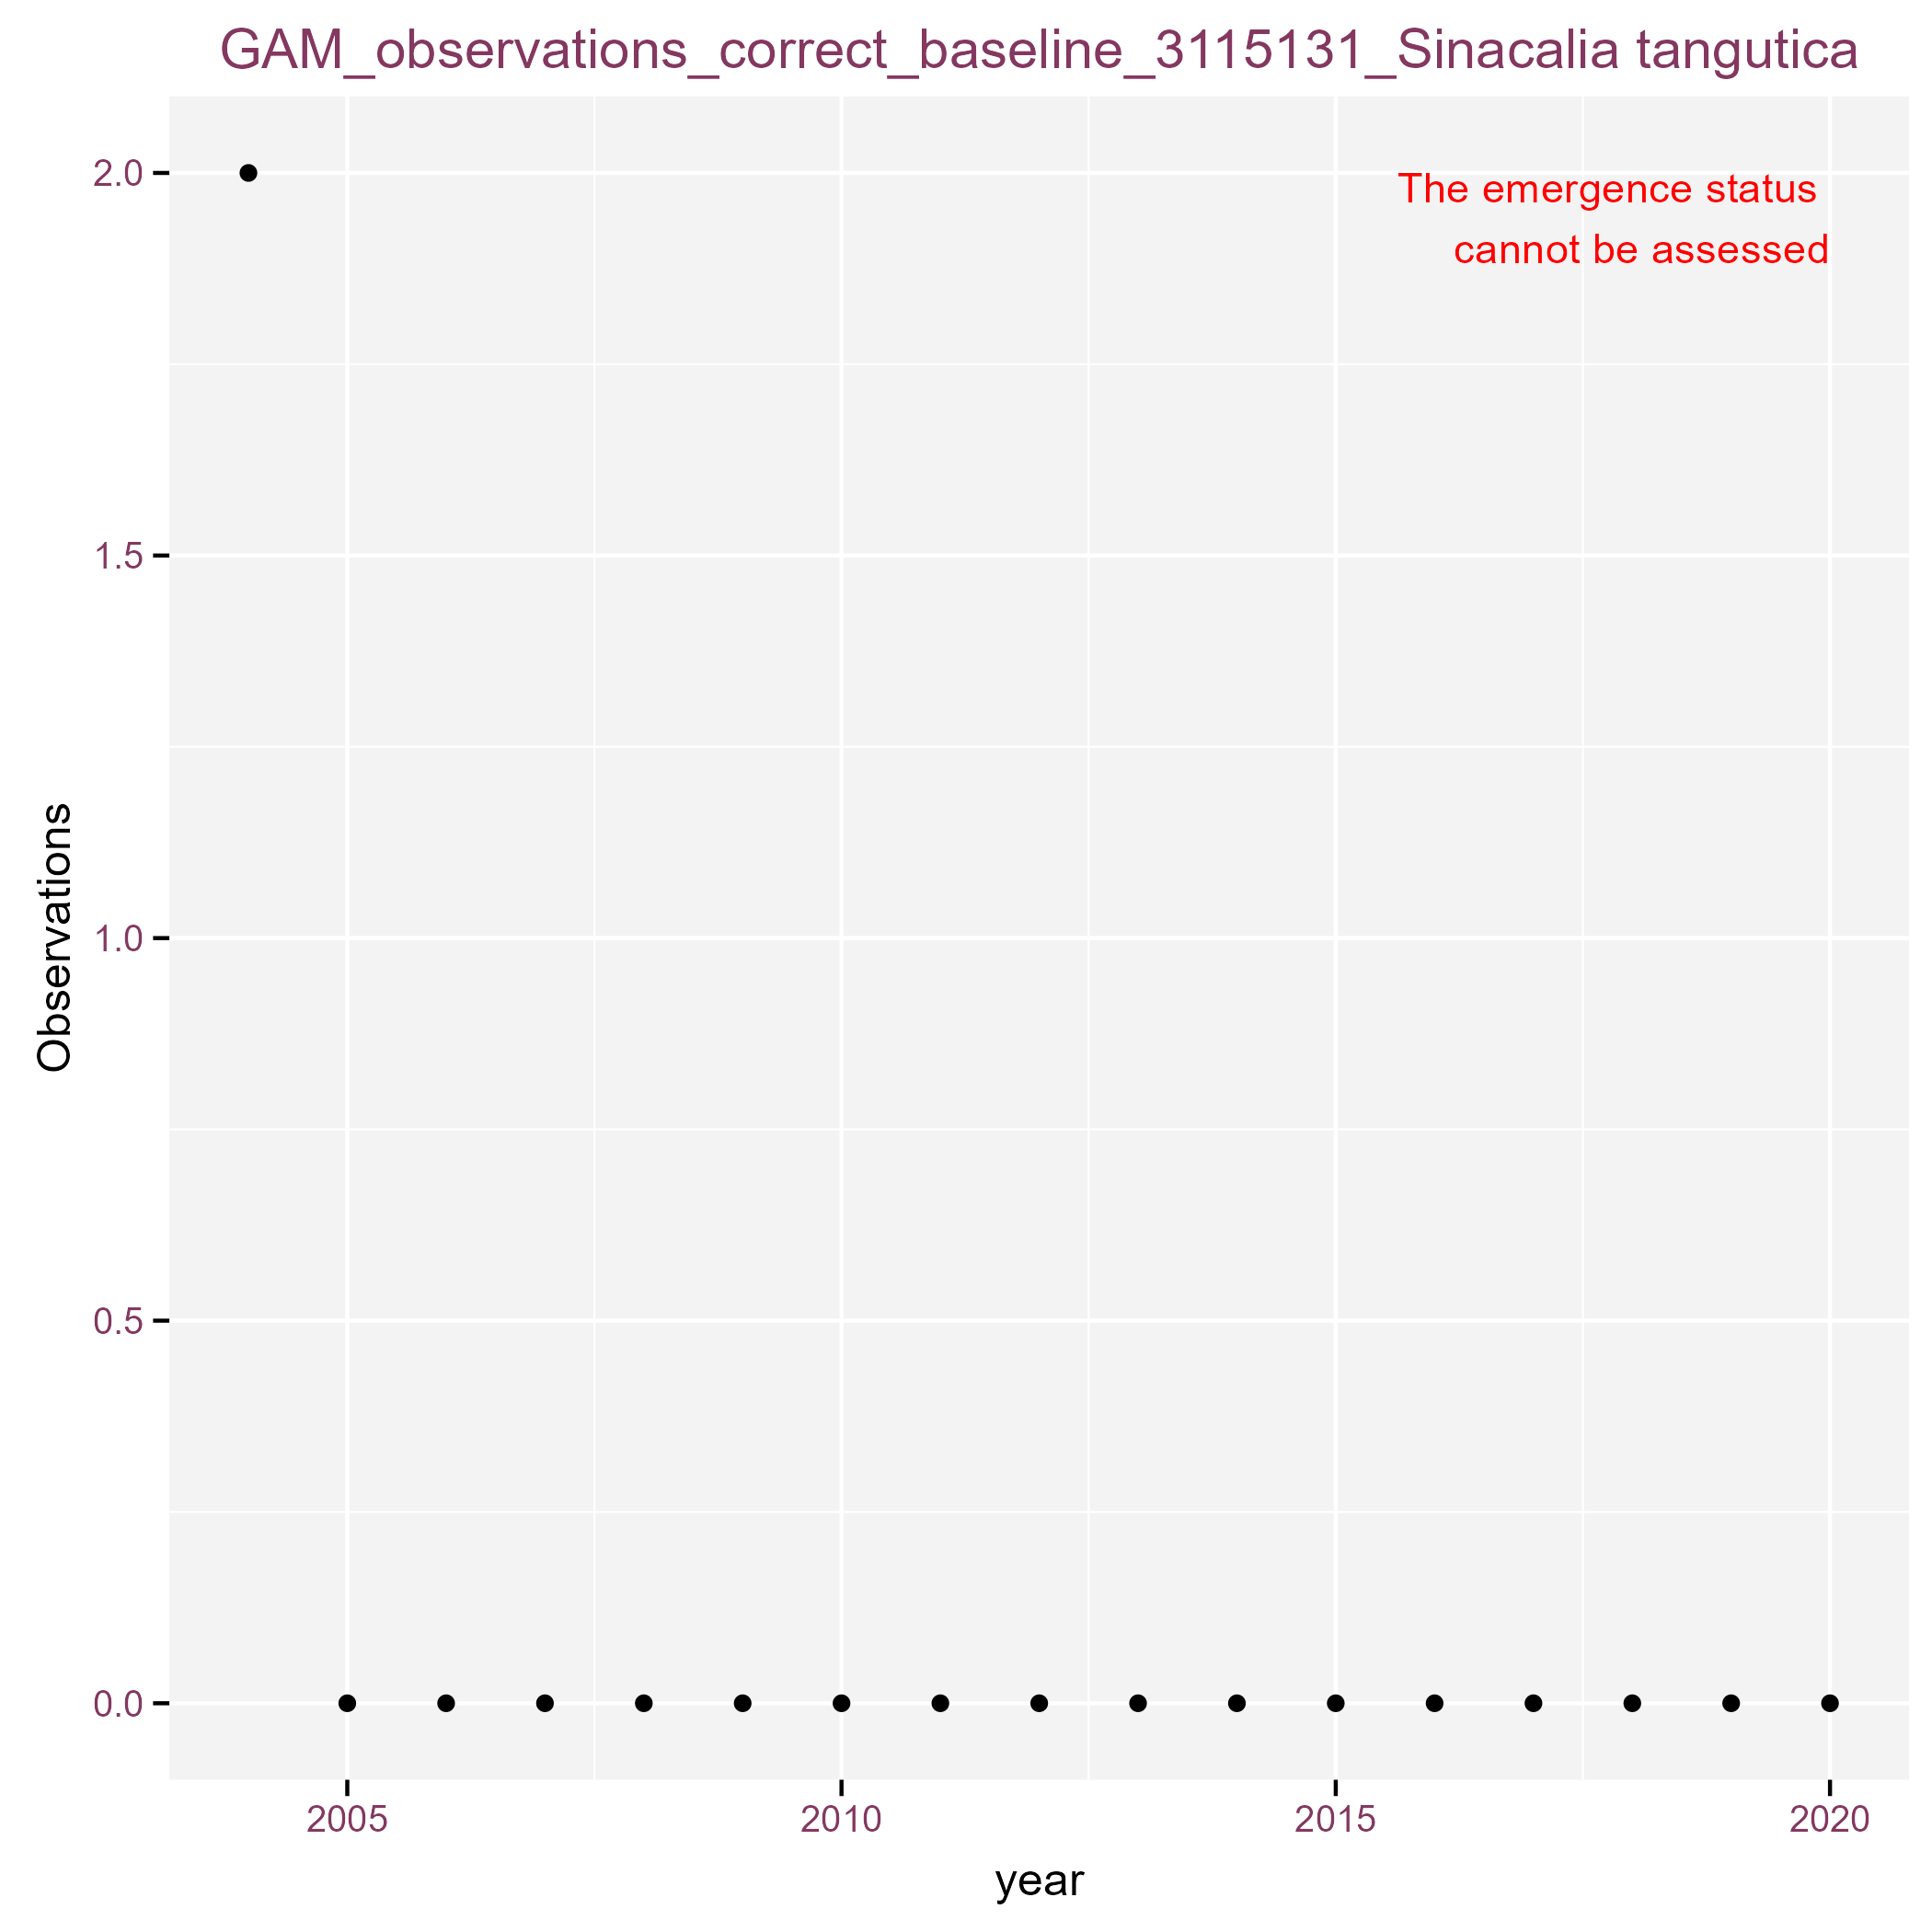 GAM_observations_correct_baseline_3115131_Sinacalia tangutica
The emergence status
cannot be assessed
Observations
2.0
1.5
1.0
0.5
0.0
2005
2010
2015
2020
year